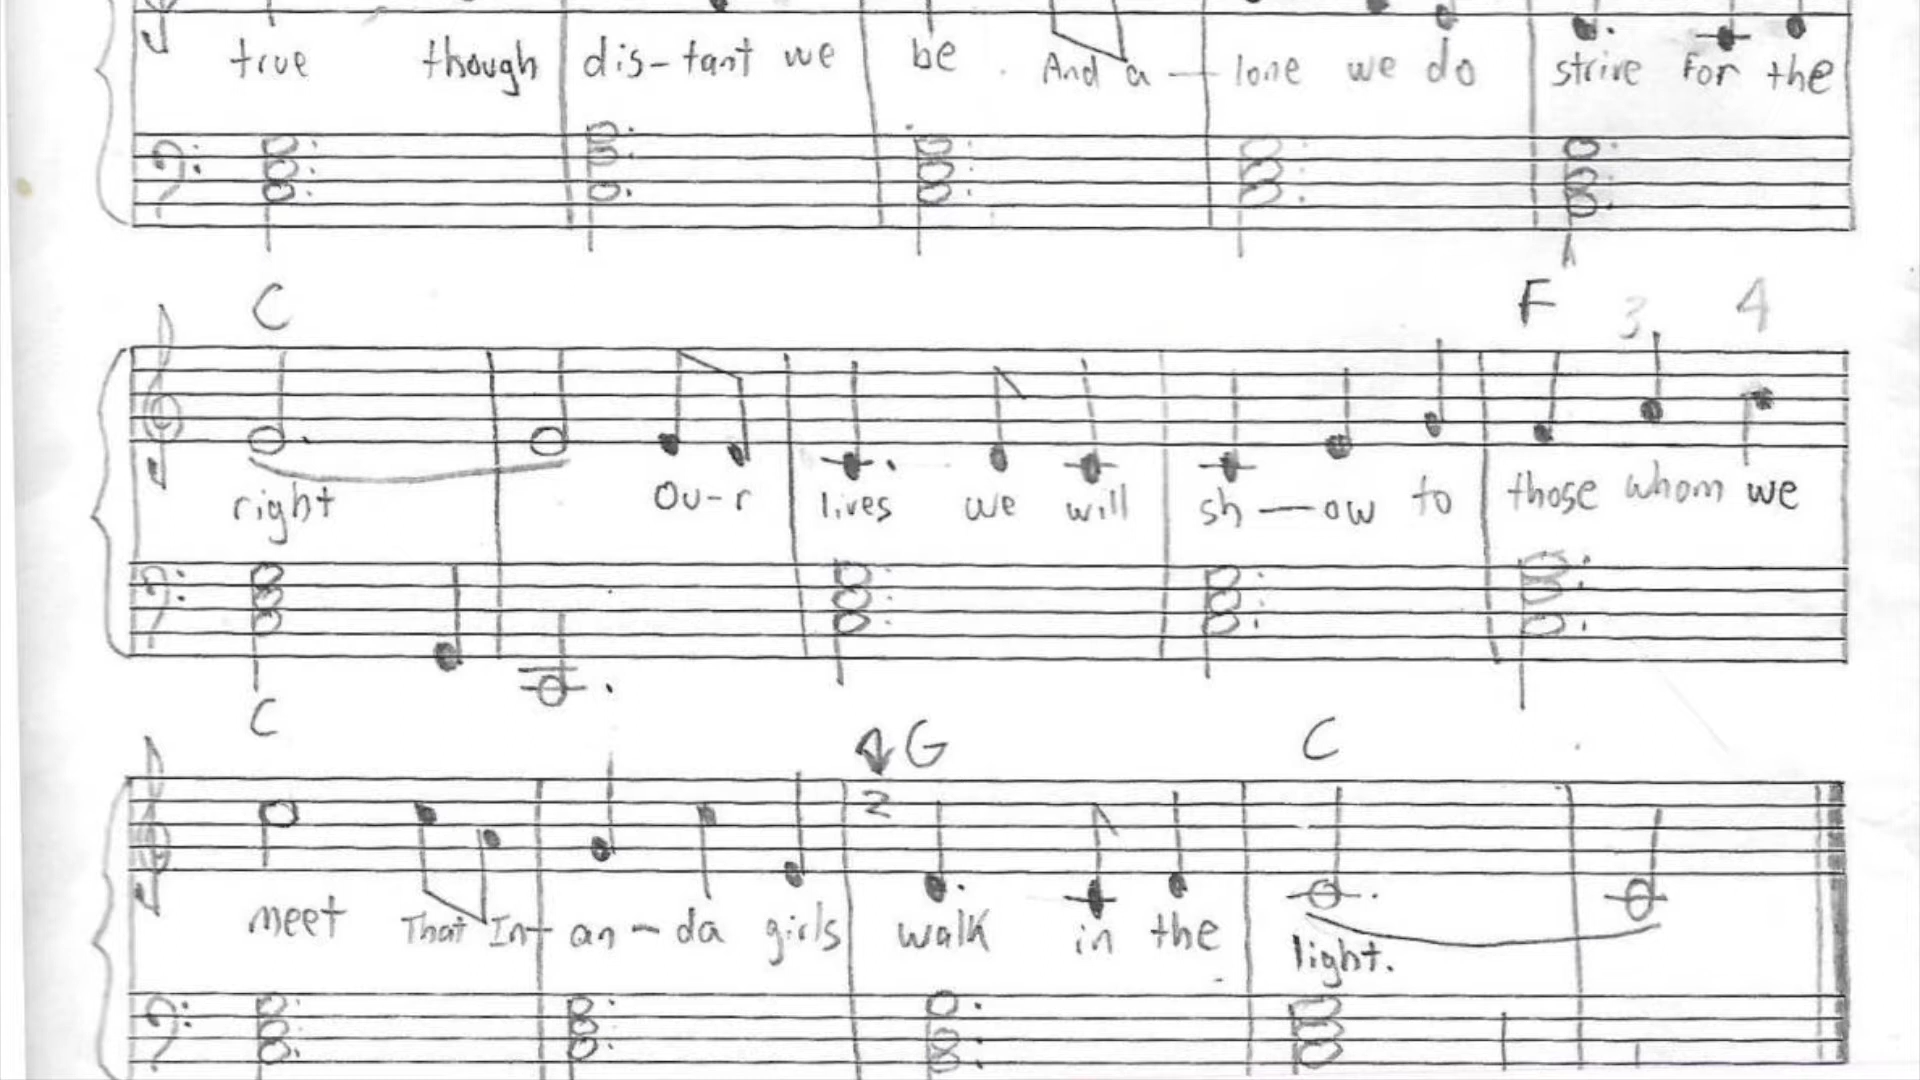 true though dis-tant we be And a - lone we do strive for the
C F 3 4
right Ou-r lives we will sh-ow to those whom we
C G C
2
meet That In-an-da girls walk in the light.